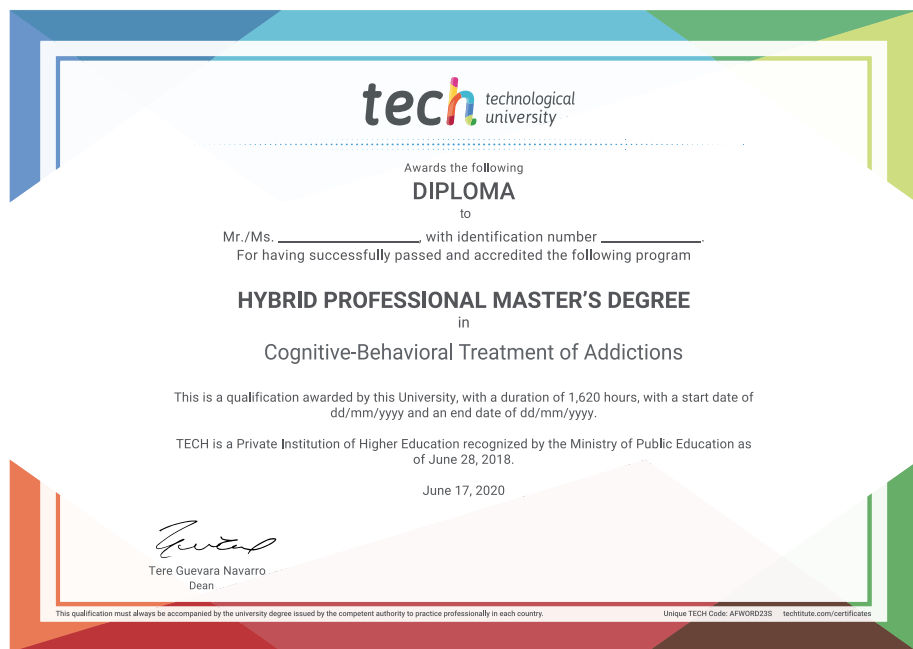 tech technological
university
Awards the following
DIPLOMA
to
Mr./Ms. ____________________, with identification number ______________.
For having successfully passed and accredited the following program
HYBRID PROFESSIONAL MASTER'S DEGREE
in
Cognitive-Behavioral Treatment of Addictions
This is a qualification awarded by this University, with a duration of 1,620 hours, with a start date of
dd/mm/yyyy and an end date of dd/mm/yyyy.
TECH is a Private Institution of Higher Education recognized by the Ministry of Public Education as
of June 28, 2018.
June 17, 2020
Tere Guevara Navarro
Dean
This qualification must always be accompanied by the university degree issued by the competent authority to practice professionally in each country.
Unique TECH Code: AFWORD23S techtitute.com/certificates